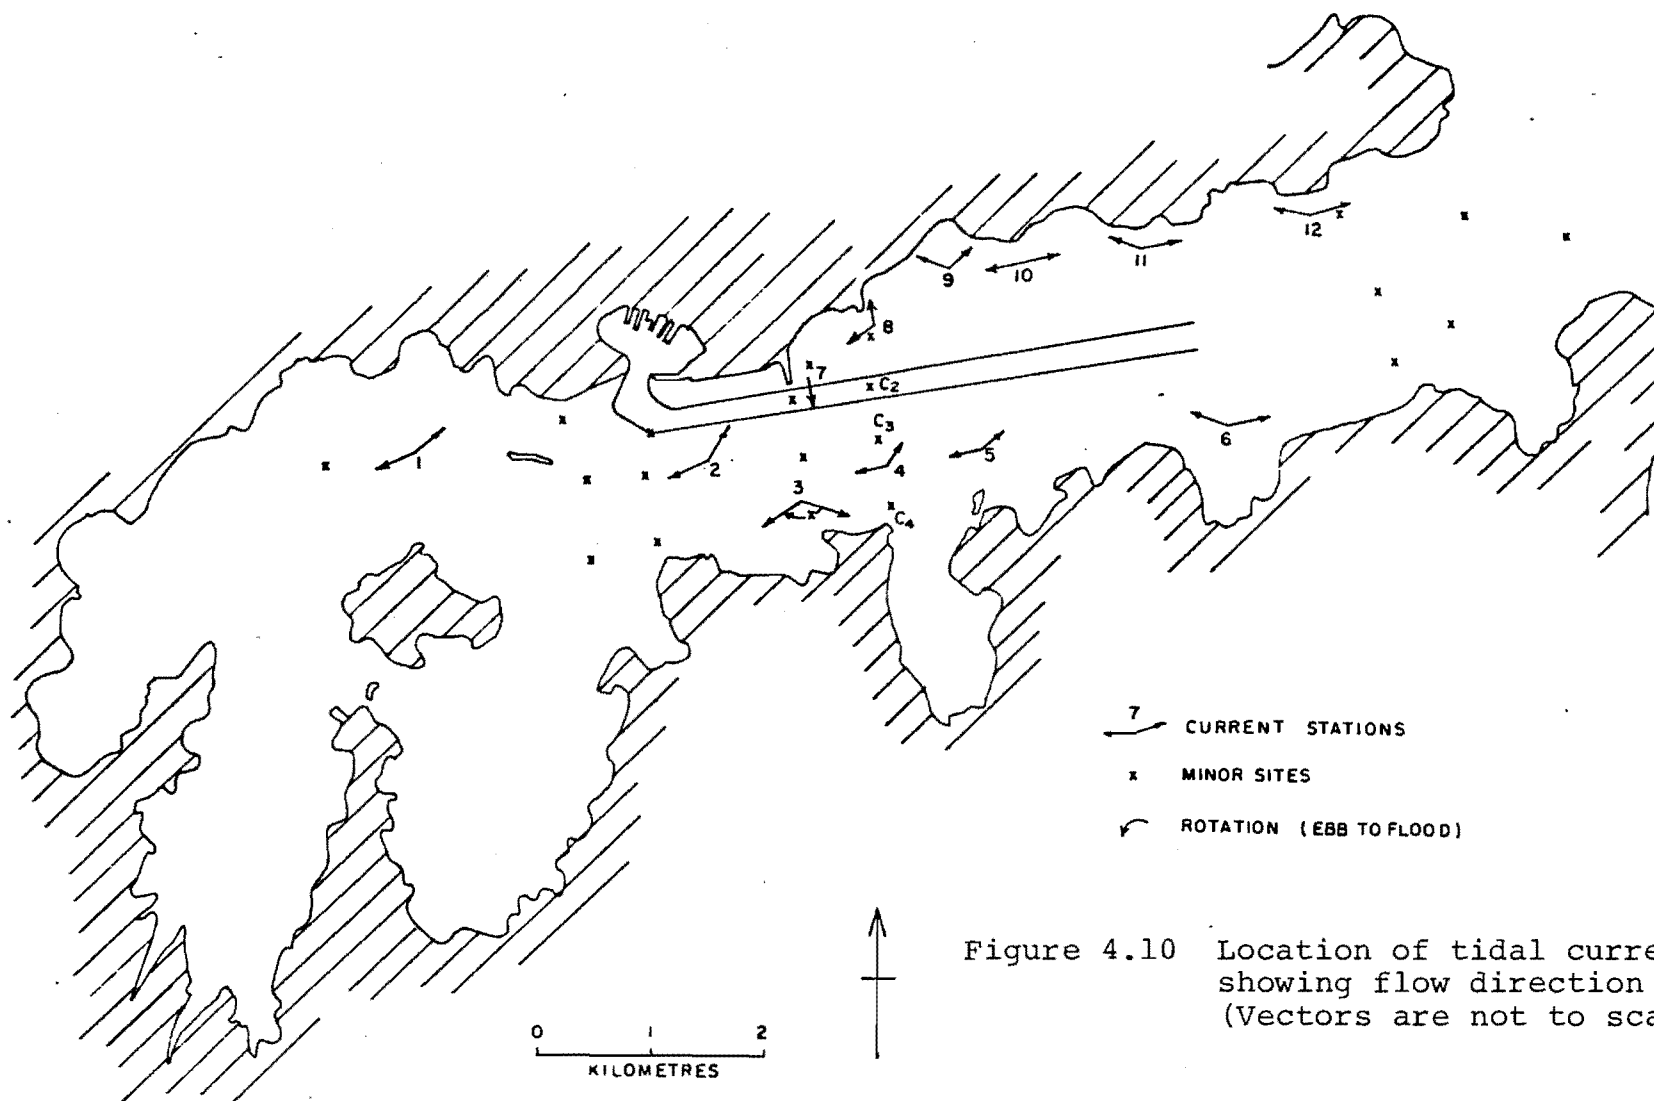 12
11
9
10
8
7
C2
C3
6
1
2
4
5
3
C4
7
CURRENT STATIONS
x MINOR SITES
ROTATION (EBB TO FLOOD)
Figure 4.10 Location of tidal curre
showing flow direction
(Vectors are not to sca
0 1 2
KILOMETRES